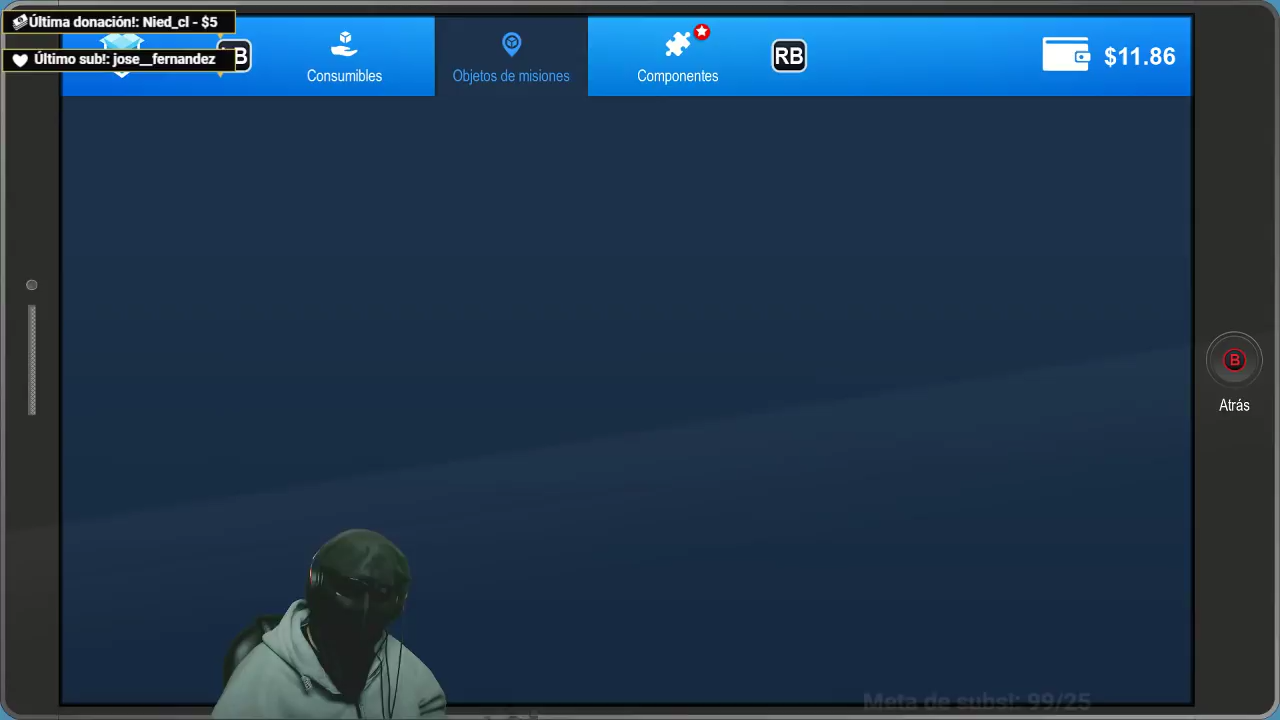 Última donación!: Nied_cl - $5
Último sub!: jose__fernandez
B
Consumibles
Objetos de misiones
Componentes
RB
$11.86
B
Atrás
Meta de subs!: 99/25